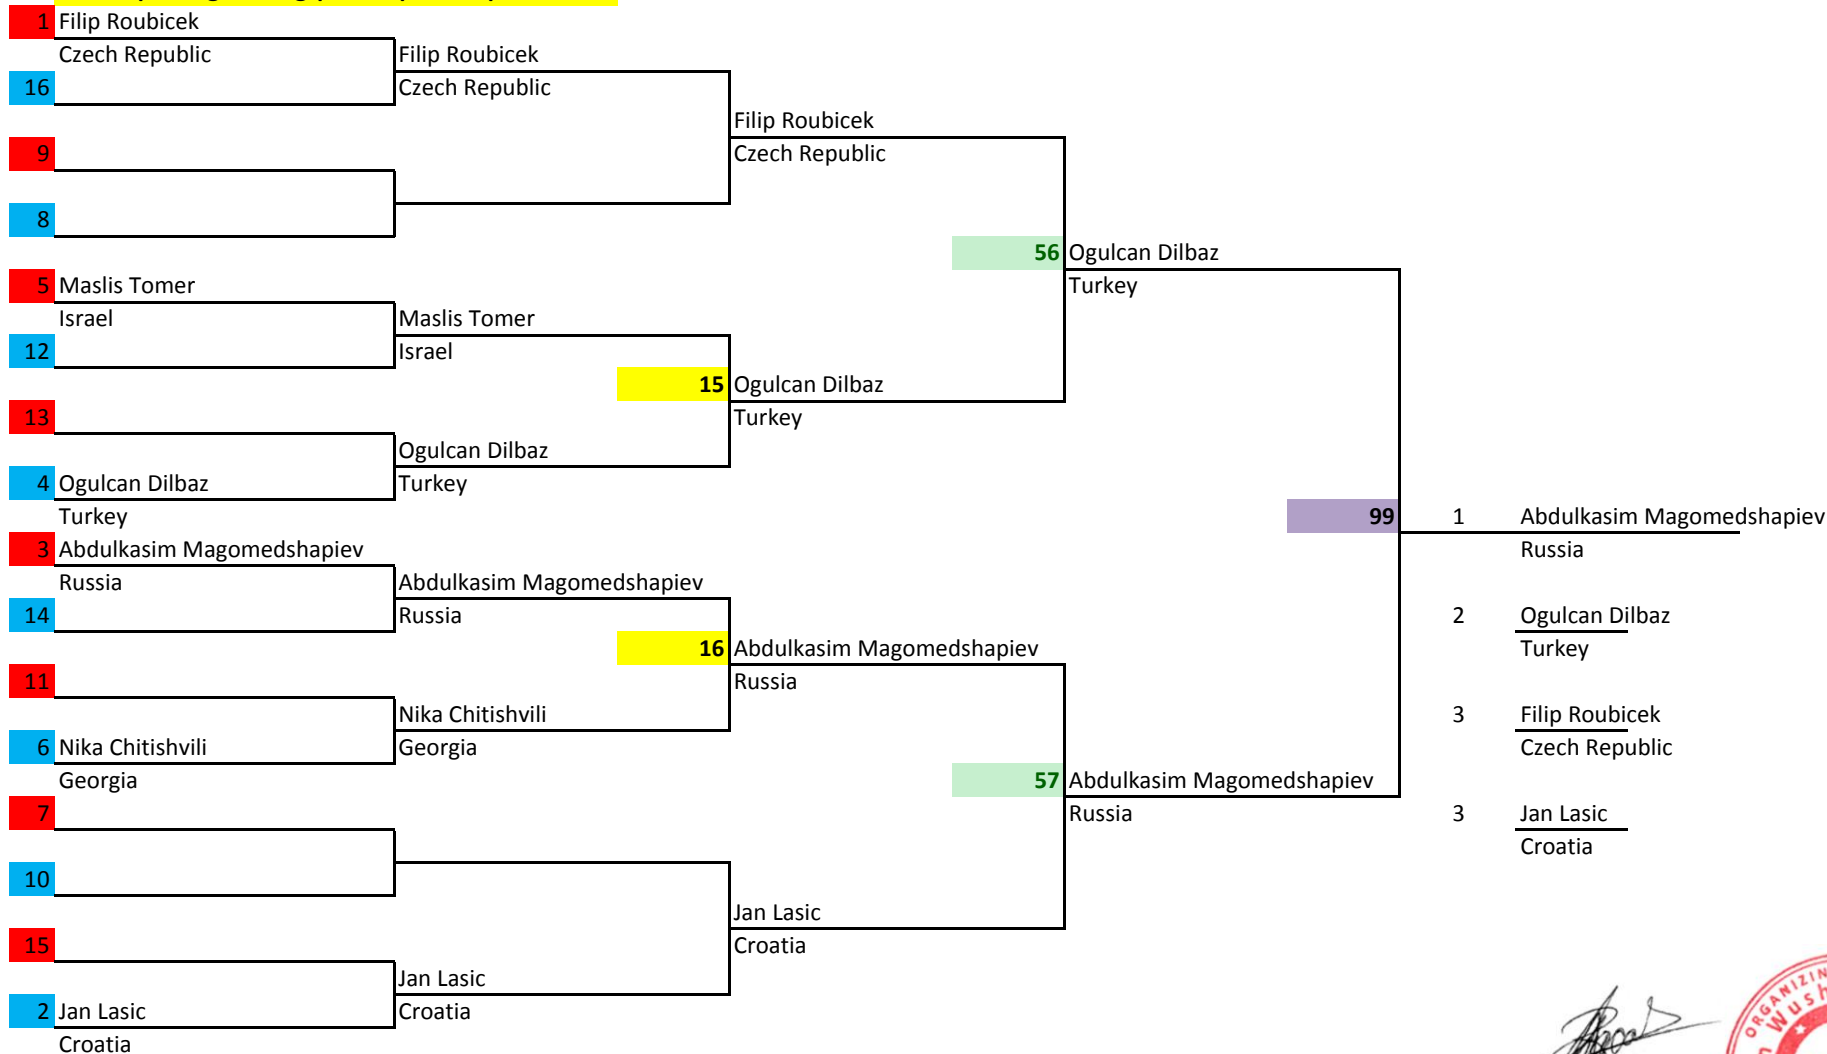 1 Filip Roubicek
Czech Republic
Filip Roubicek
16
Czech Republic
Filip Roubicek
9
Czech Republic
8
56 Ogulcan Dilbaz
5 Maslis Tomer
Turkey
Israel
Maslis Tomer
12
Israel
15 Ogulcan Dilbaz
13
Turkey
Ogulcan Dilbaz
4 Ogulcan Dilbaz
Turkey
Turkey
99 1 Abdulkasim Magomedshapiev
3 Abdulkasim Magomedshapiev
Russia
Russia
Abdulkasim Magomedshapiev
14
Russia
2 Ogulcan Dilbaz
16 Abdulkasim Magomedshapiev
Turkey
11
Russia
Nika Chitishvili
3 Filip Roubicek
6 Nika Chitishvili
Georgia
Czech Republic
Georgia
57 Abdulkasim Magomedshapiev
7
Russia
3 Jan Lasic
Croatia
10
Jan Lasic
15
Croatia
Jan Lasic
2 Jan Lasic
Croatia
Croatia